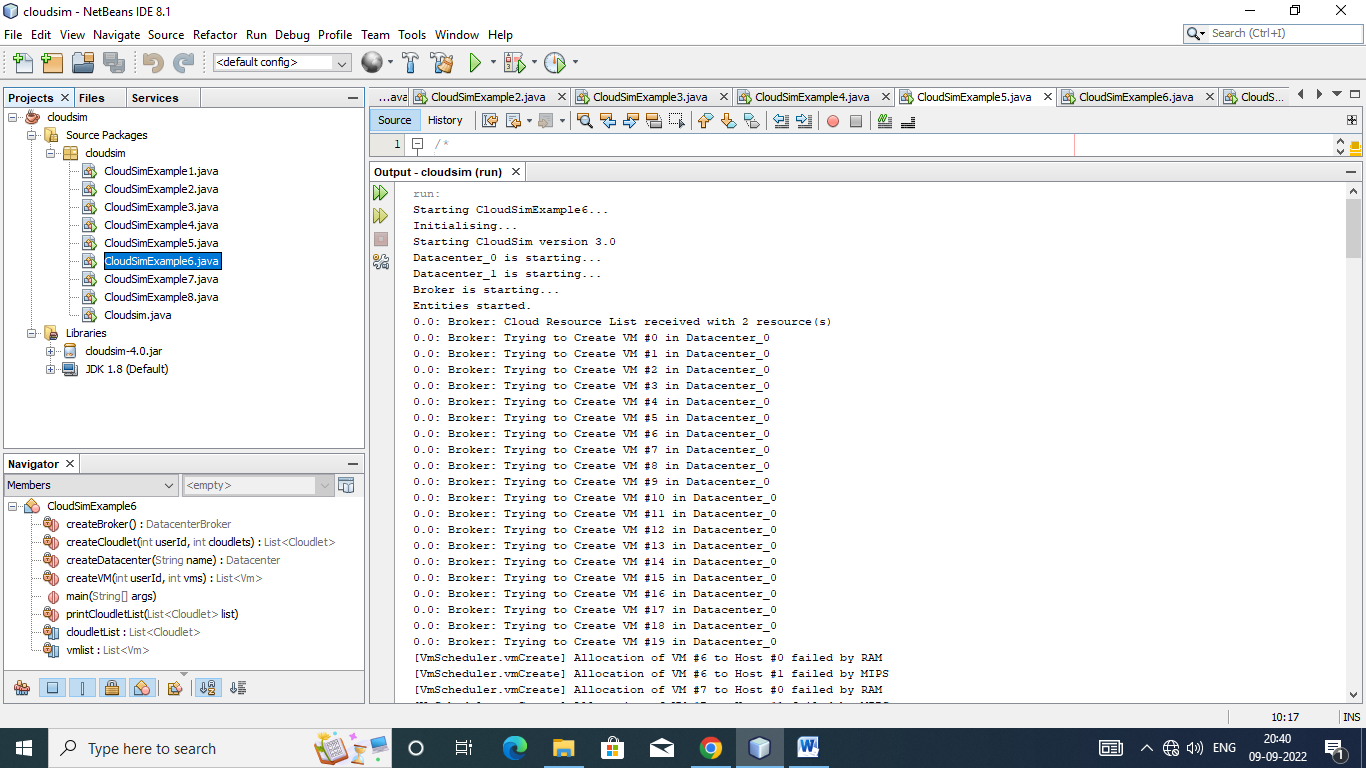 cloudsim - NetBeans IDE 8.1
File Edit View Navigate Source Refactor Run Debug Profile Team Tools Window Help
Search (Ctrl+I)
<default config>
Projects
Files
Services
cloudsim
Source Packages
cloudsim
CloudSimExample1.java
CloudSimExample2.java
CloudSimExample3.java
CloudSimExample4.java
CloudSimExample5.java
CloudSimExample6.java
CloudSimExample7.java
CloudSimExample8.java
Cloudsim.java
Libraries
cloudsim-4.0.jar
JDK 1.8 (Default)
Navigator
Members
<empty>
CloudSimExample6
createBroker() : DatacenterBroker
createCloudlet(int userId, int cloudlets) : List<Cloudlet>
createDatacenter(String name) : Datacenter
createVM(int userId, int vms) : List<Vm>
main(String[] args)
printCloudletList(List<Cloudlet> list)
cloudletList : List<Cloudlet>
vmlist : List<Vm>
...ava CloudSimExample2.java CloudSimExample3.java CloudSimExample4.java CloudSimExample5.java CloudSimExample6.java CloudS...
Source History
1 /*
Output - cloudsim (run)
run:
Starting CloudSimExample6...
Initialising...
Starting CloudSim version 3.0
Datacenter_0 is starting...
Datacenter_1 is starting...
Broker is starting...
Entities started.
0.0: Broker: Cloud Resource List received with 2 resource(s)
0.0: Broker: Trying to Create VM #0 in Datacenter_0
0.0: Broker: Trying to Create VM #1 in Datacenter_0
0.0: Broker: Trying to Create VM #2 in Datacenter_0
0.0: Broker: Trying to Create VM #3 in Datacenter_0
0.0: Broker: Trying to Create VM #4 in Datacenter_0
0.0: Broker: Trying to Create VM #5 in Datacenter_0
0.0: Broker: Trying to Create VM #6 in Datacenter_0
0.0: Broker: Trying to Create VM #7 in Datacenter_0
0.0: Broker: Trying to Create VM #8 in Datacenter_0
0.0: Broker: Trying to Create VM #9 in Datacenter_0
0.0: Broker: Trying to Create VM #10 in Datacenter_0
0.0: Broker: Trying to Create VM #11 in Datacenter_0
0.0: Broker: Trying to Create VM #12 in Datacenter_0
0.0: Broker: Trying to Create VM #13 in Datacenter_0
0.0: Broker: Trying to Create VM #14 in Datacenter_0
0.0: Broker: Trying to Create VM #15 in Datacenter_0
0.0: Broker: Trying to Create VM #16 in Datacenter_0
0.0: Broker: Trying to Create VM #17 in Datacenter_0
0.0: Broker: Trying to Create VM #18 in Datacenter_0
0.0: Broker: Trying to Create VM #19 in Datacenter_0
[VmScheduler.vmCreate] Allocation of VM #6 to Host #0 failed by RAM
[VmScheduler.vmCreate] Allocation of VM #6 to Host #1 failed by MIPS
[VmScheduler.vmCreate] Allocation of VM #7 to Host #0 failed by RAM
10:17 INS
Type here to search
ENG
20:40
09-09-2022
1